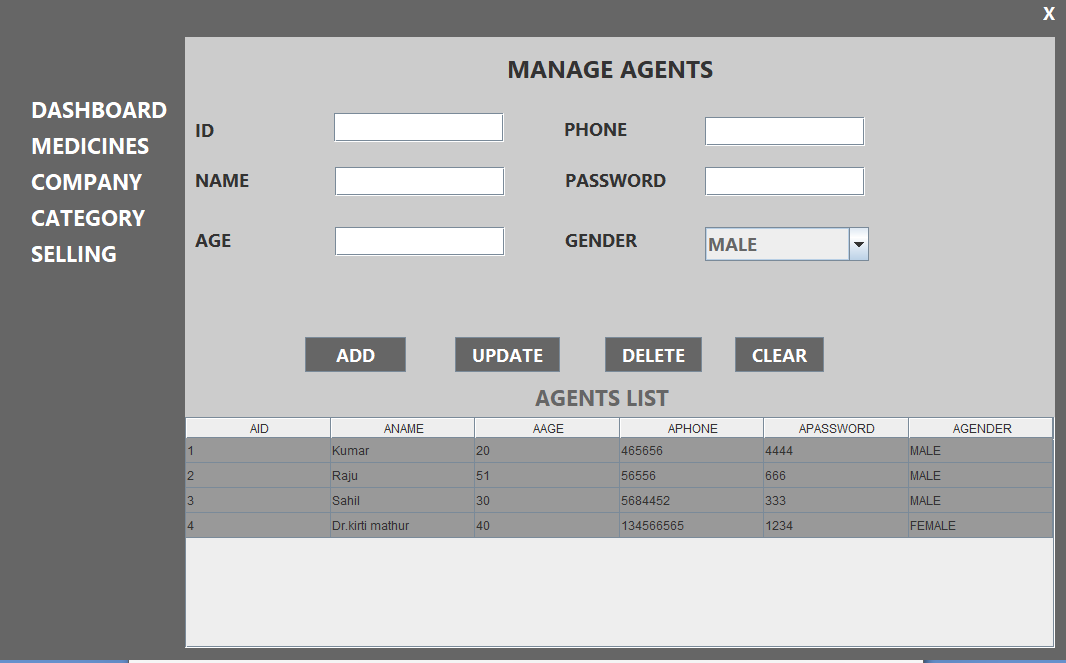 X
DASHBOARD
MEDICINES
COMPANY
CATEGORY
SELLING
MANAGE AGENTS
ID PHONE
NAME PASSWORD
AGE GENDER MALE
ADD UPDATE DELETE CLEAR
AGENTS LIST
AID ANAME AAGE APHONE APASSWORD AGENDER
1 Kumar 20 465656 4444 MALE
2 Raju 51 56556 666 MALE
3 Sahil 30 5684452 333 MALE
4 Dr.kirti mathur 40 134566565 1234 FEMALE